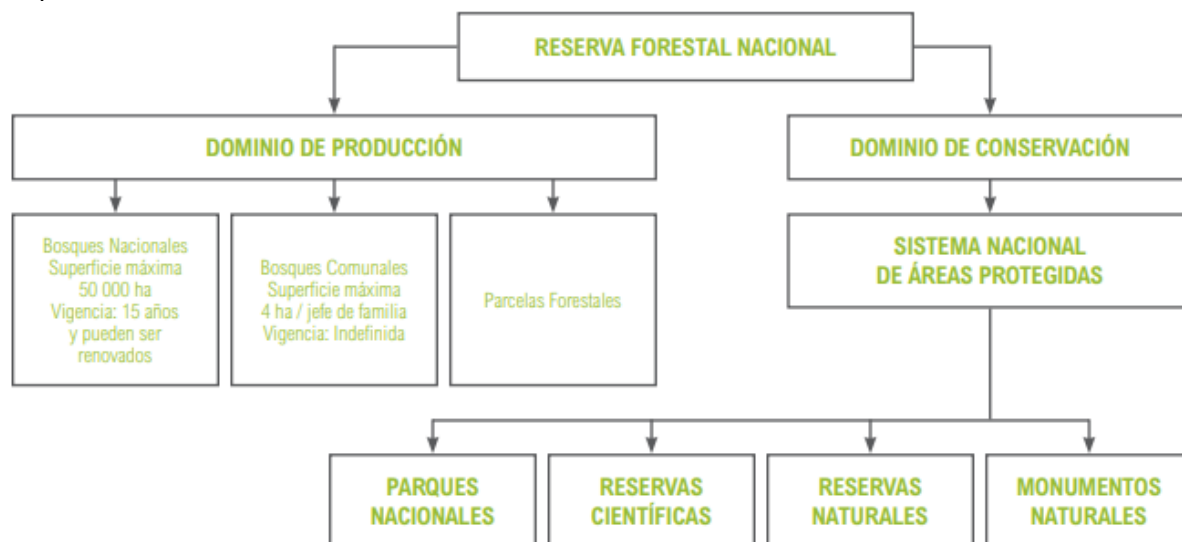 RESERVA FORESTAL NACIONAL
DOMINIO DE PRODUCCIÓN
DOMINIO DE CONSERVACIÓN
Bosques Nacionales
Superficie máxima
50 000 ha
Vigencia: 15 años
y pueden ser
renovados
Bosques Comunales
Superficie máxima
4 ha / jefe de familia
Vigencia: Indefinida
Parcelas Forestales
SISTEMA NACIONAL
DE ÁREAS PROTEGIDAS
PARQUES
NACIONALES
RESERVAS
CIENTÍFICAS
RESERVAS
NATURALES
MONUMENTOS
NATURALES